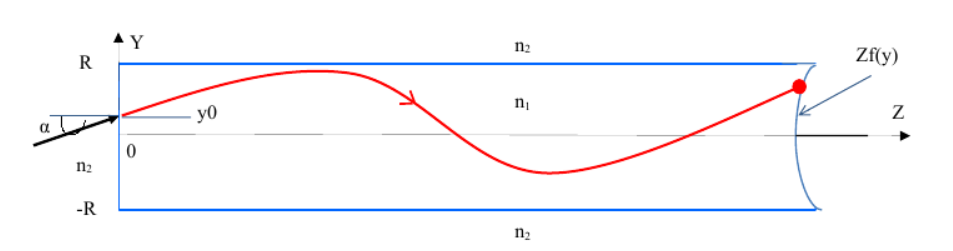 Y
n₂
R
Zf(y)
n₁
y0
Z
α
0
n₂
-R
n₂